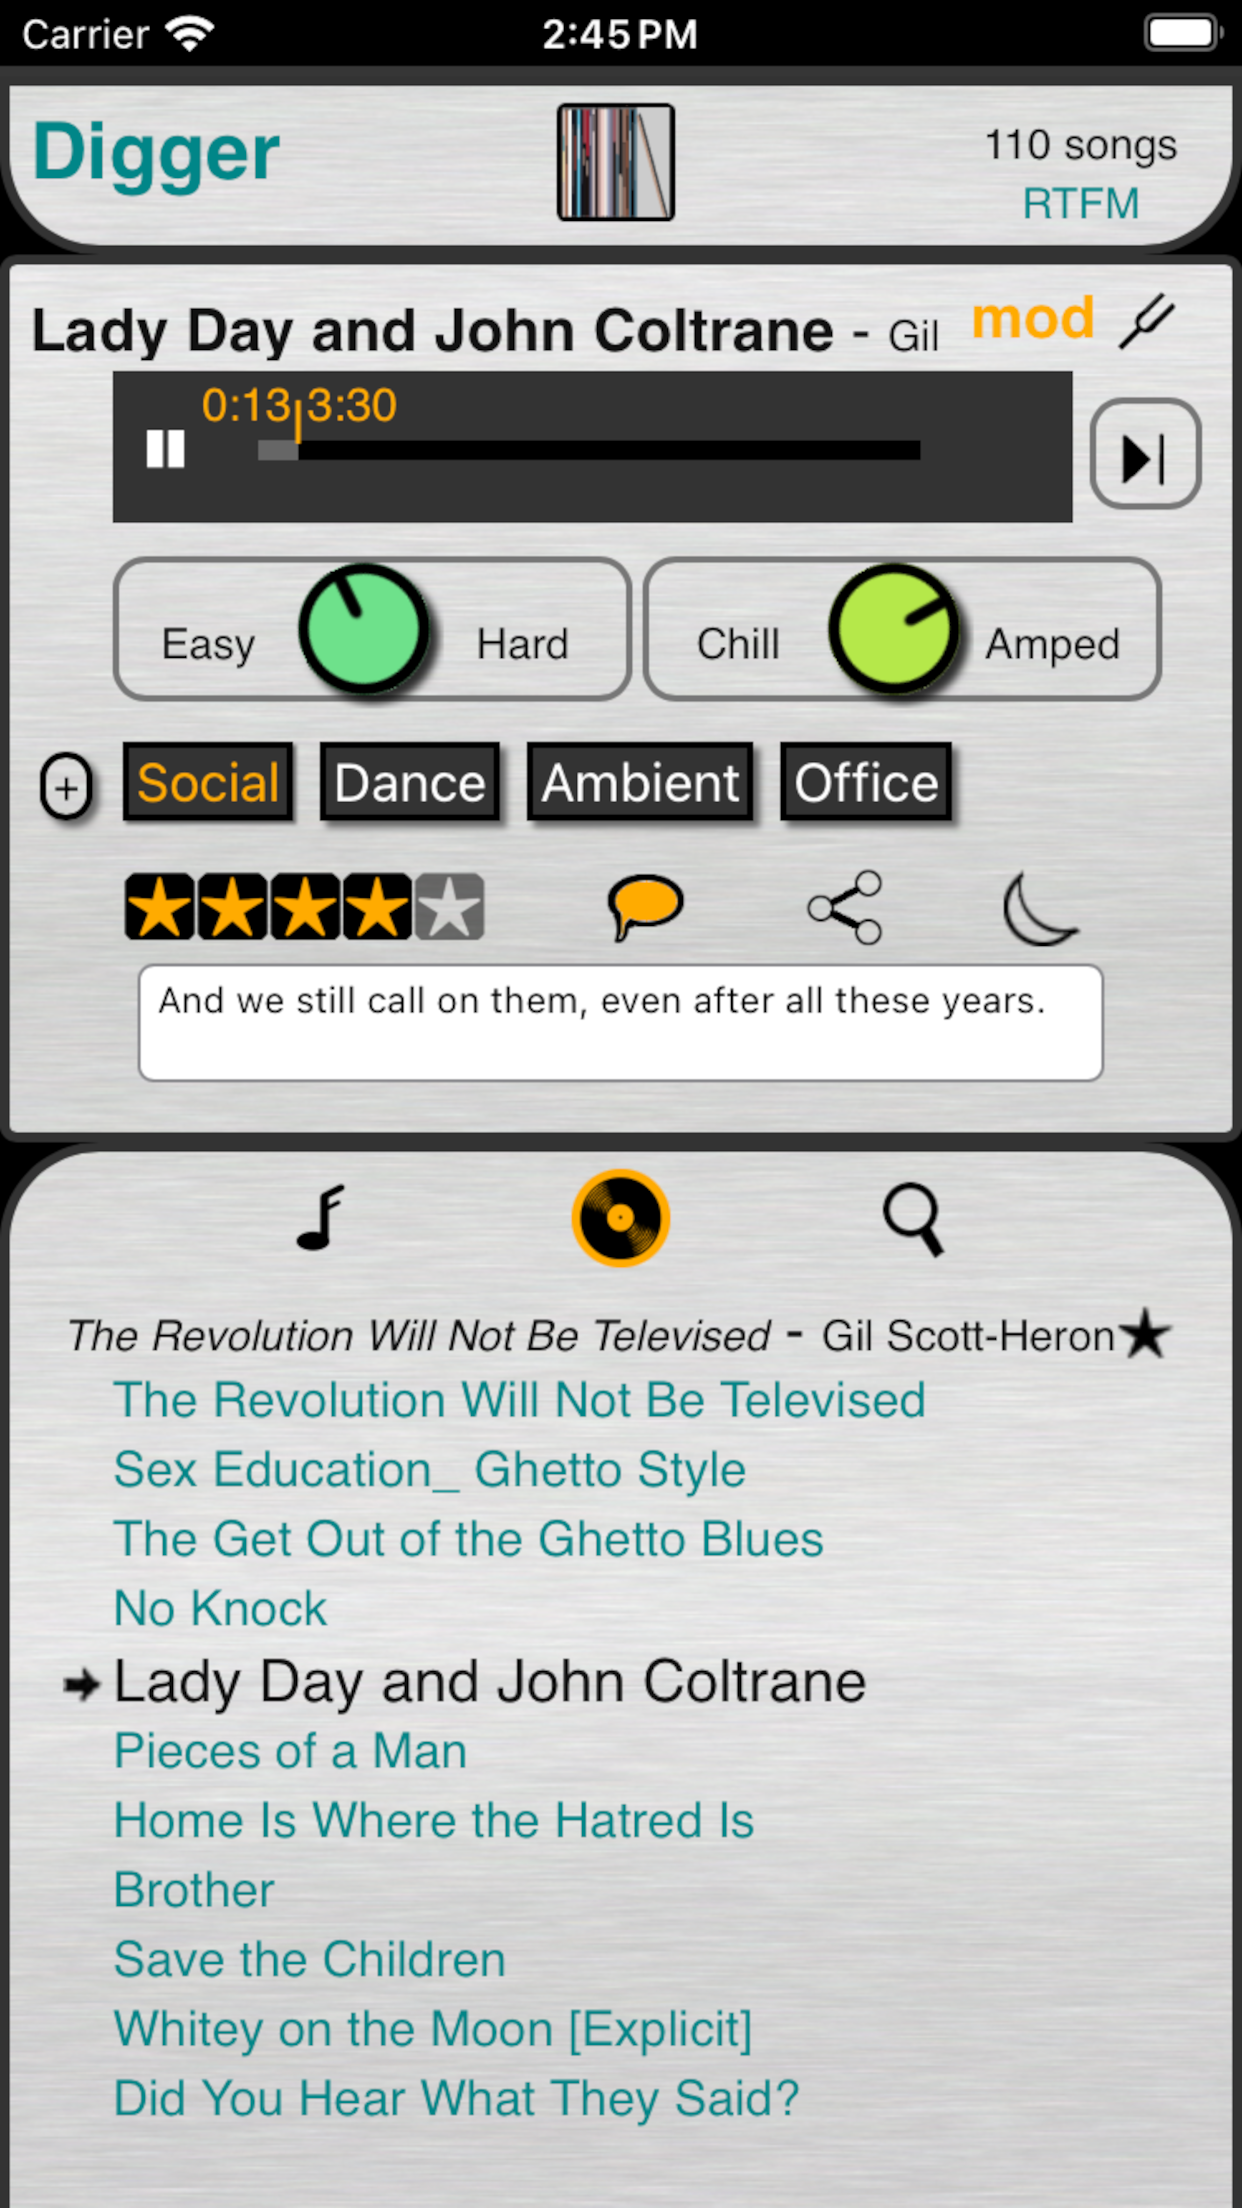 Carrier 2:45 PM
Digger
110 songs
RTFM
Lady Day and John Coltrane - Gil
mod
0:13 3:30
Easy Hard Chill Amped
+ Social Dance Ambient Office
And we still call on them, even after all these years.
The Revolution Will Not Be Televised - Gil Scott-Heron
The Revolution Will Not Be Televised
Sex Education_ Ghetto Style
The Get Out of the Ghetto Blues
No Knock
Lady Day and John Coltrane
Pieces of a Man
Home Is Where the Hatred Is
Brother
Save the Children
Whitey on the Moon [Explicit]
Did You Hear What They Said?